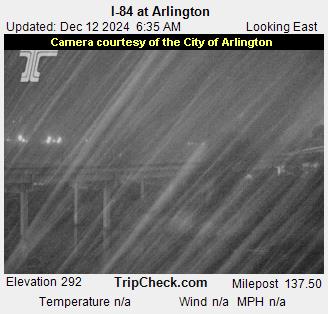 I-84 at Arlington
Updated: Dec 12 2024 6:35 AM Looking East
Camera courtesy of the City of Arlington
Elevation 292 TripCheck.com Milepost 137.50
Temperature n/a Wind n/a MPH n/a